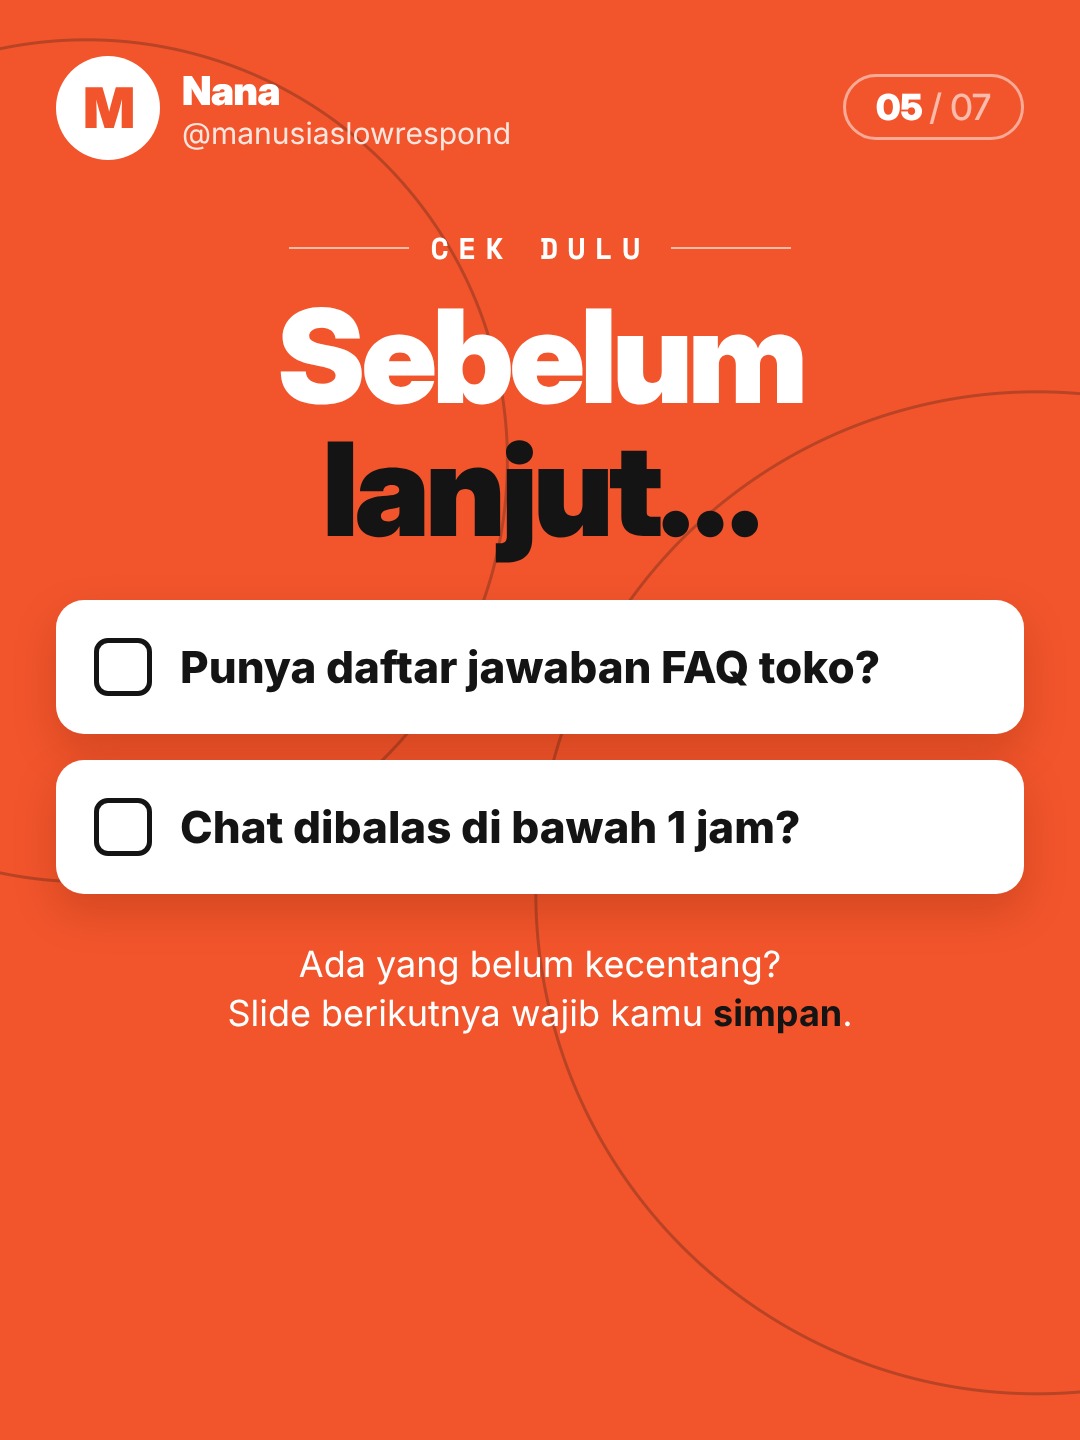 M
Nana
@manusiaslowrespond
05 / 07
CEK DULU
Sebelum
lanjut...
Punya daftar jawaban FAQ toko?
Chat dibalas di bawah 1 jam?
Ada yang belum kecentang?
Slide berikutnya wajib kamu simpan.